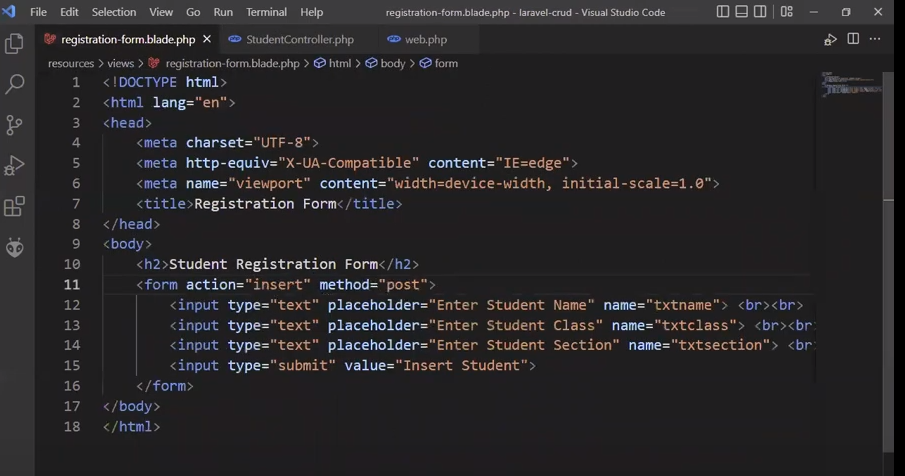 File Edit Selection View Go Run Terminal Help registration-form.blade.php - laravel-crud - Visual Studio Code
registration-form.blade.php StudentController.php web.php
resources > views > registration-form.blade.php > html > body > form
1 <!DOCTYPE html>
2 <html lang="en">
3 <head>
4 <meta charset="UTF-8">
5 <meta http-equiv="X-UA-Compatible" content="IE=edge">
6 <meta name="viewport" content="width=device-width, initial-scale=1.0">
7 <title>Registration Form</title>
8 </head>
9 <body>
10 <h2>Student Registration Form</h2>
11 <form action="insert" method="post">
12 <input type="text" placeholder="Enter Student Name" name="txtname"> <br><br>
13 <input type="text" placeholder="Enter Student Class" name="txtclass"> <br><br
14 <input type="text" placeholder="Enter Student Section" name="txtsection"> <br
15 <input type="submit" value="Insert Student">
16 </form>
17 </body>
18 </html>